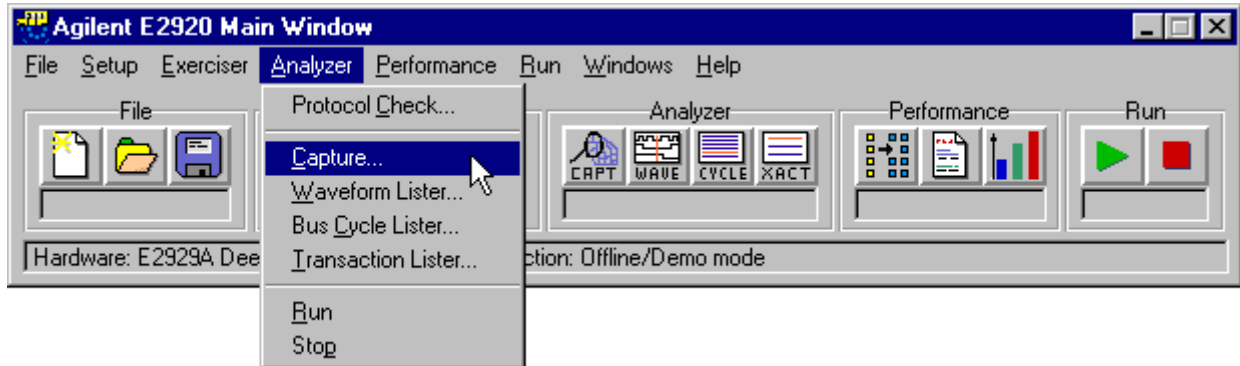 Agilent E2920 Main Window
File Setup Exerciser Analyzer Performance Run Windows Help
File Analyzer Performance Run
Protocol Check...
Capture...
Waveform Lister...
Bus Cycle Lister...
Transaction Lister...
Run
Stop
CAPT WAVE CYCLE XACT
Hardware: E2929A Dee ction: Offline/Demo mode